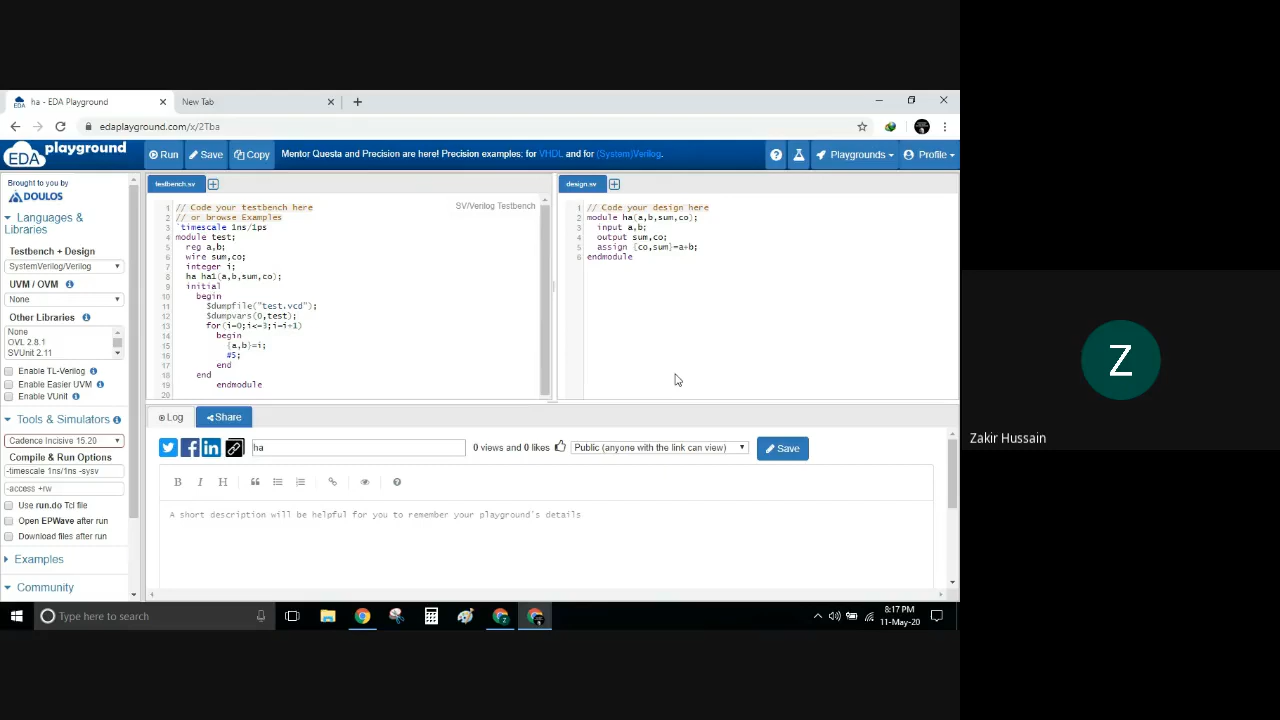 ha - EDA Playground
New Tab
edaplayground.com/x/2Tba
EDA playground
Run
Save
Copy
Mentor Questa and Precision are here! Precision examples: for VHDL and for (System)Verilog.
Playgrounds
Profile
Brought to you by
DOULOS
Languages & Libraries
Testbench + Design
SystemVerilog/Verilog
UVM / OVM
None
Other Libraries
None
OVL 2.8.1
SVUnit 2.11
Enable TL-Verilog
Enable Easier UVM
Enable VUnit
Tools & Simulators
Cadence Incisive 15.20
Compile & Run Options
-timescale 1ns/1ns -sysv
-access +rw
Use run.do Tcl file
Open EPWave after run
Download files after run
Examples
Community
testbench.sv
SV/Verilog Testbench
1 // Code your testbench here
2 // or browse Examples
3 `timescale 1ns/1ps
4 module test;
5 reg a,b;
6 wire sum,co;
7 integer i;
8 ha ha1(a,b,sum,co);
9 initial
10 begin
11 $dumpfile("test.vcd");
12 $dumpvars(0,test);
13 for(i=0;i<=3;i=i+1)
14 begin
15 {a,b}=i;
16 #5;
17 end
18 end
19 endmodule
20
design.sv
1 // Code your design here
2 module ha(a,b,sum,co);
3 input a,b;
4 output sum,co;
5 assign {co,sum}=a+b;
6 endmodule
Log
Share
ha
0 views and 0 likes
Public (anyone with the link can view)
Save
B I H
A short description will be helpful for you to remember your playground's details
Type here to search
8:17 PM
11-May-20
Z
Zakir Hussain